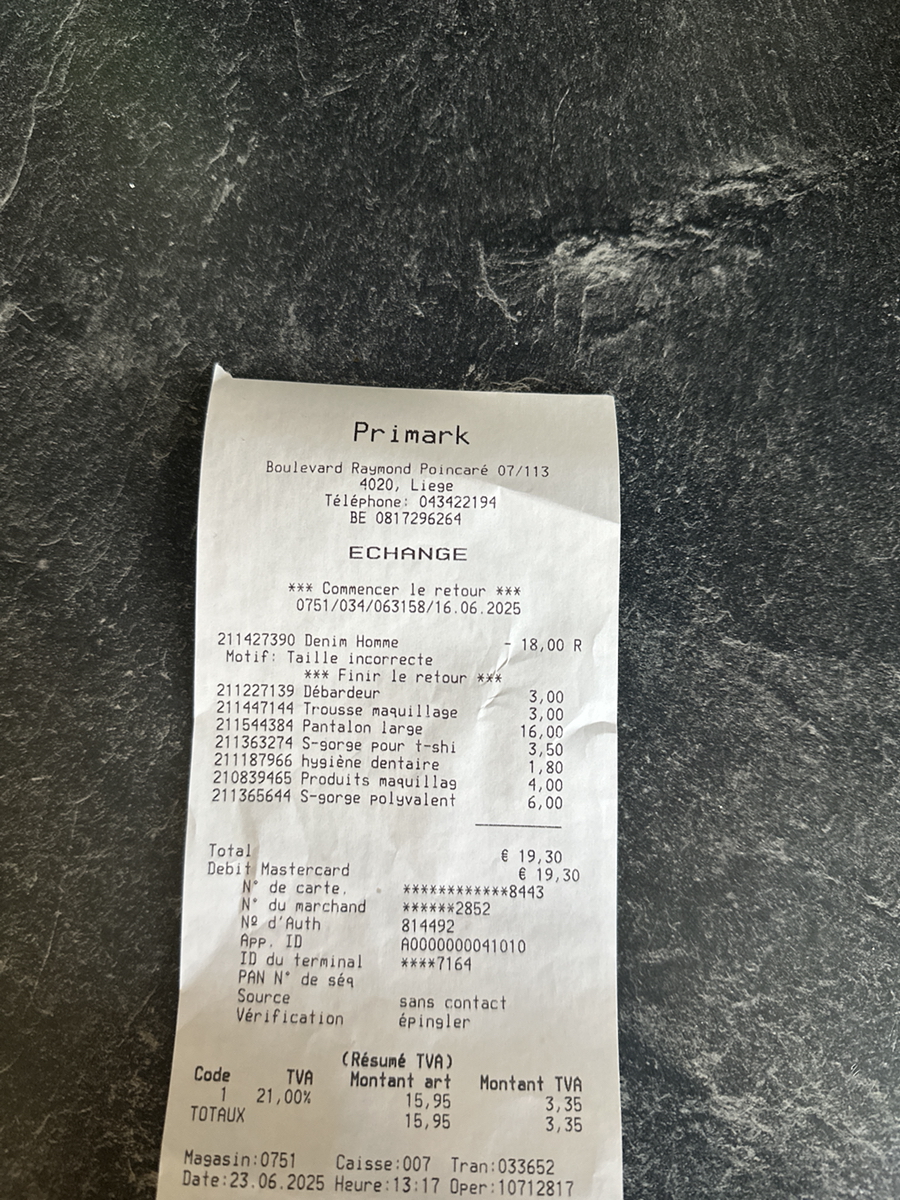 Primark
Boulevard Raymond Poincaré 07/113
4020, Liege
Téléphone: 043422194
BE 0817296264
ECHANGE
*** Commencer le retour ***
0751/034/063158/16.06.2025
211427390 Denim Homme - 18,00 R
Motif: Taille incorrecte
*** Finir le retour ***
211227139 Débardeur 3,00
211447144 Trousse maquillage 3,00
211544384 Pantalon large 16,00
211363274 S-gorge pour t-shi 3,50
211187966 hygiène dentaire 1,80
210839465 Produits maquillag 4,00
211365644 S-gorge polyvalent 6,00
Total € 19,30
Debit Mastercard € 19,30
N° de carte. ************8443
N° du marchand ******2852
Nº d'Auth 814492
App. ID A0000000041010
ID du terminal ****7164
PAN N° de séq
Source sans contact
Vérification épingler
(Résumé TVA)
Code TVA Montant art Montant TVA
1 21,00% 15,95 3,35
TOTAUX 15,95 3,35
Magasin:0751 Caisse:007 Tran:033652
Date:23.06.2025 Heure:13:17 Oper:10712817